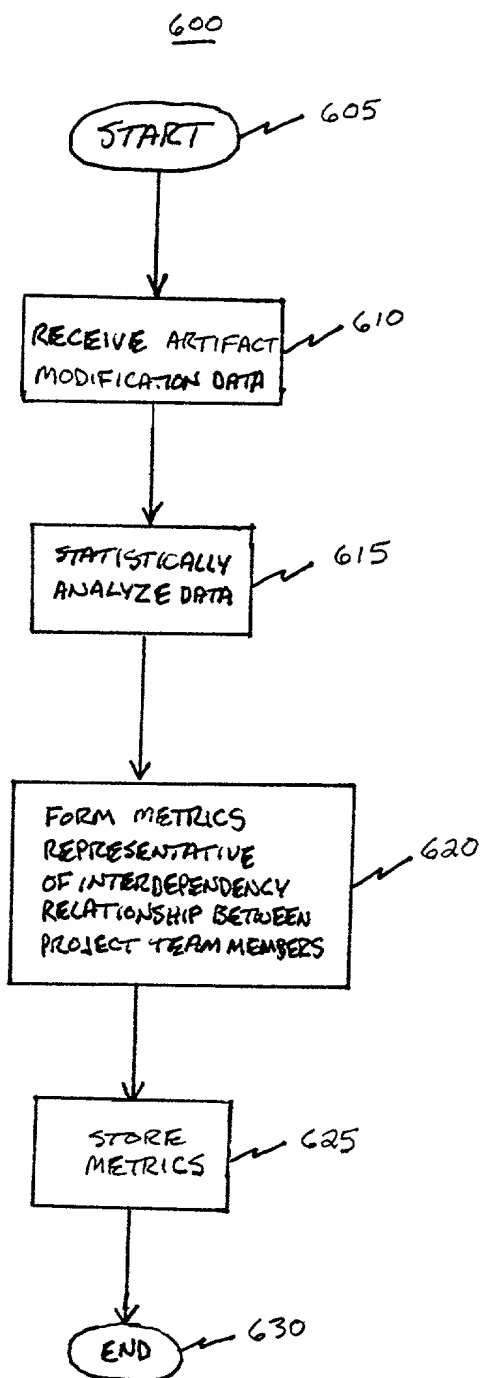 600
START
605
RECEIVE ARTIFACT
MODIFICATION DATA
610
STATISTICALLY
ANALYZE DATA
615
FORM METRICS
REPRESENTATIVE
OF INTERDEPENDENCY
RELATIONSHIP BETWEEN
PROJECT TEAM MEMBERS
620
STORE
METRICS
625
END
630